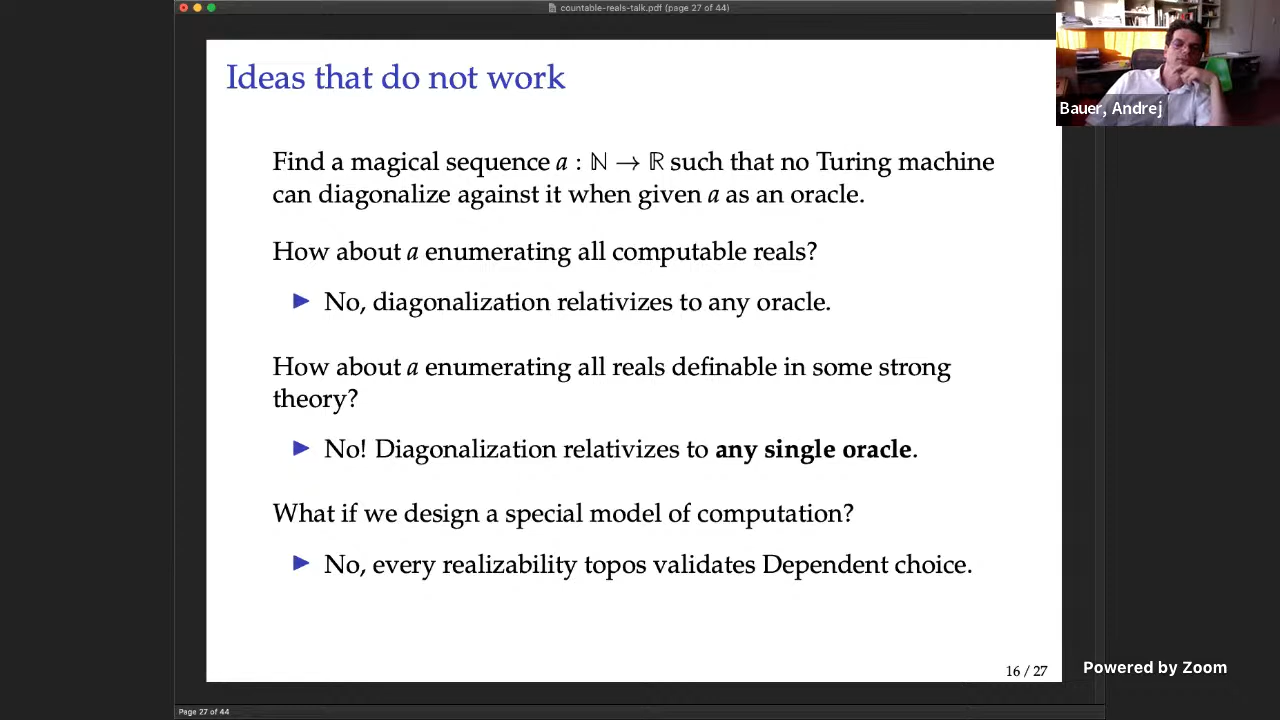 countable-reals-talk.pdf (page 27 of 44)
Bauer, Andrej
Ideas that do not work
Find a magical sequence a : ℕ → ℝ such that no Turing machine
can diagonalize against it when given a as an oracle.
How about a enumerating all computable reals?
▶ No, diagonalization relativizes to any oracle.
How about a enumerating all reals definable in some strong
theory?
▶ No! Diagonalization relativizes to any single oracle.
What if we design a special model of computation?
▶ No, every realizability topos validates Dependent choice.
16 / 27
Powered by Zoom
Page 27 of 44